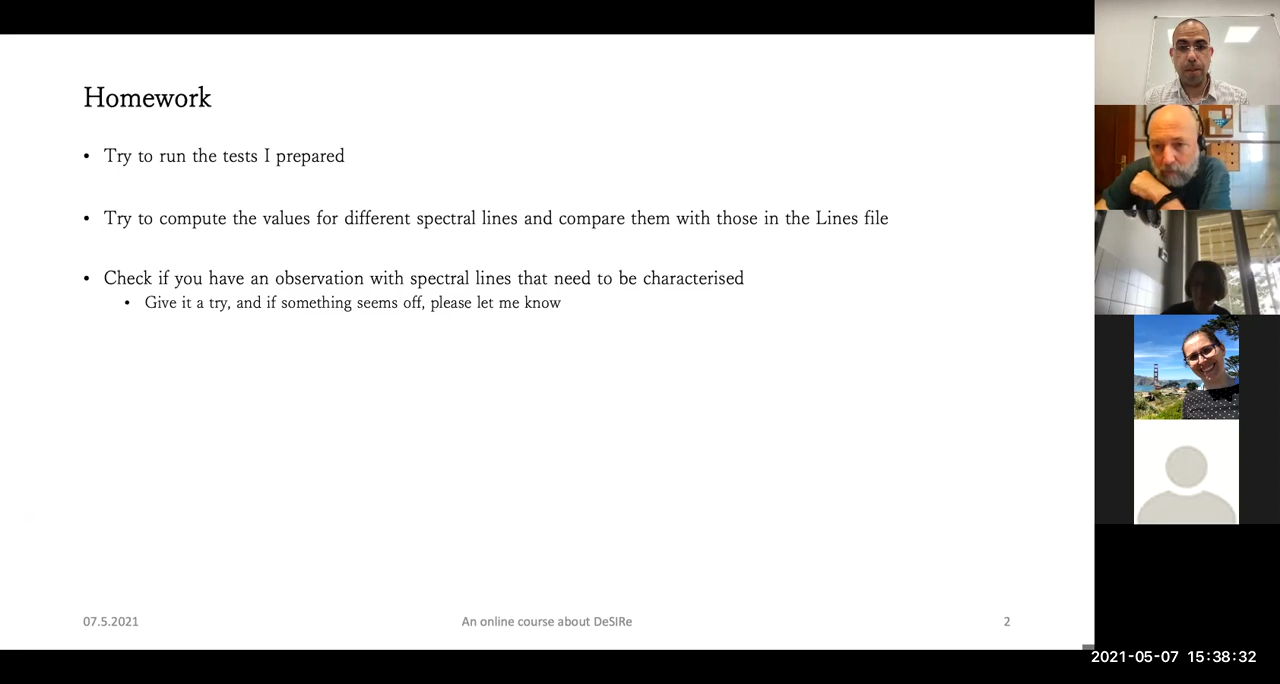 Homework
• Try to run the tests I prepared
• Try to compute the values for different spectral lines and compare them with those in the Lines file
• Check if you have an observation with spectral lines that need to be characterised
• Give it a try, and if something seems off, please let me know
07.5.2021
An online course about DeSIRe
2
2021-05-07 15:38:32